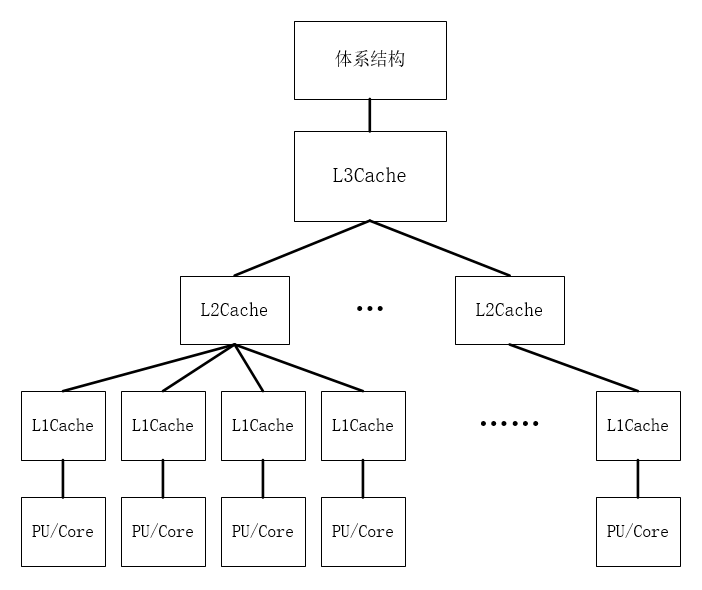 体系结构
L3Cache
L2Cache
...
L2Cache
L1Cache
L1Cache
L1Cache
L1Cache
......
L1Cache
PU/Core
PU/Core
PU/Core
PU/Core
PU/Core